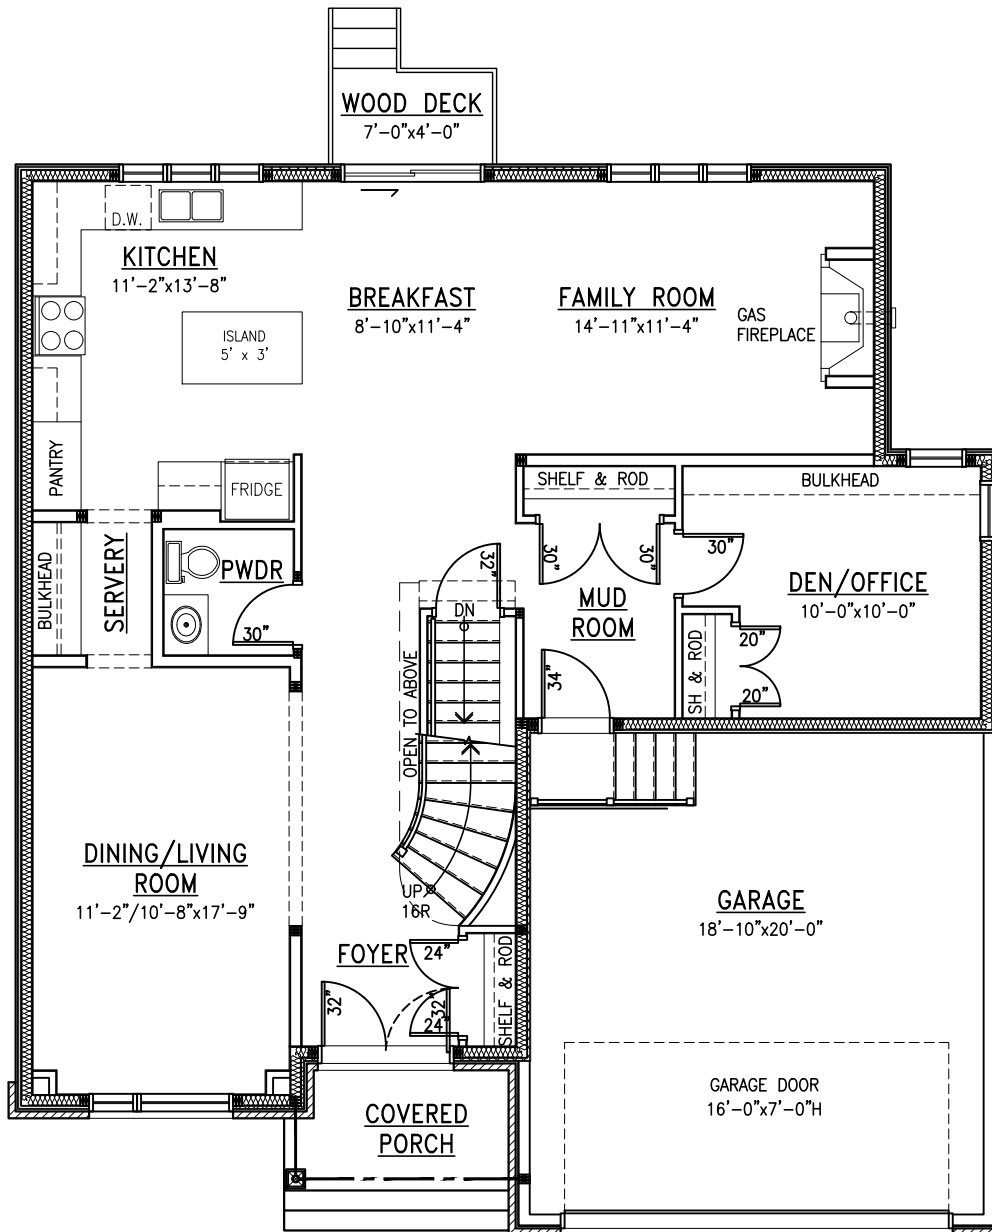 WOOD DECK
7'-0"x4'-0"
D.W.
KITCHEN
11'-2"x13'-8"
BREAKFAST
8'-10"x11'-4"
FAMILY ROOM
14'-11"x11'-4"
GAS
FIREPLACE
ISLAND
5' x 3'
PANTRY
FRIDGE
SHELF & ROD
BULKHEAD
BULKHEAD
SERVERY
PWDR
30"
32"
DN
30"
30"
30"
MUD
ROOM
DEN/OFFICE
10'-0"x10'-0"
SH & ROD
20"
20"
34"
OPEN TO ABOVE
DINING/LIVING
ROOM
11'-2"/10'-8"x17'-9"
UP
16R
GARAGE
18'-10"x20'-0"
FOYER
24"
SHELF & ROD
32"
32"
24"
GARAGE DOOR
16'-0"x7'-0"H
COVERED
PORCH